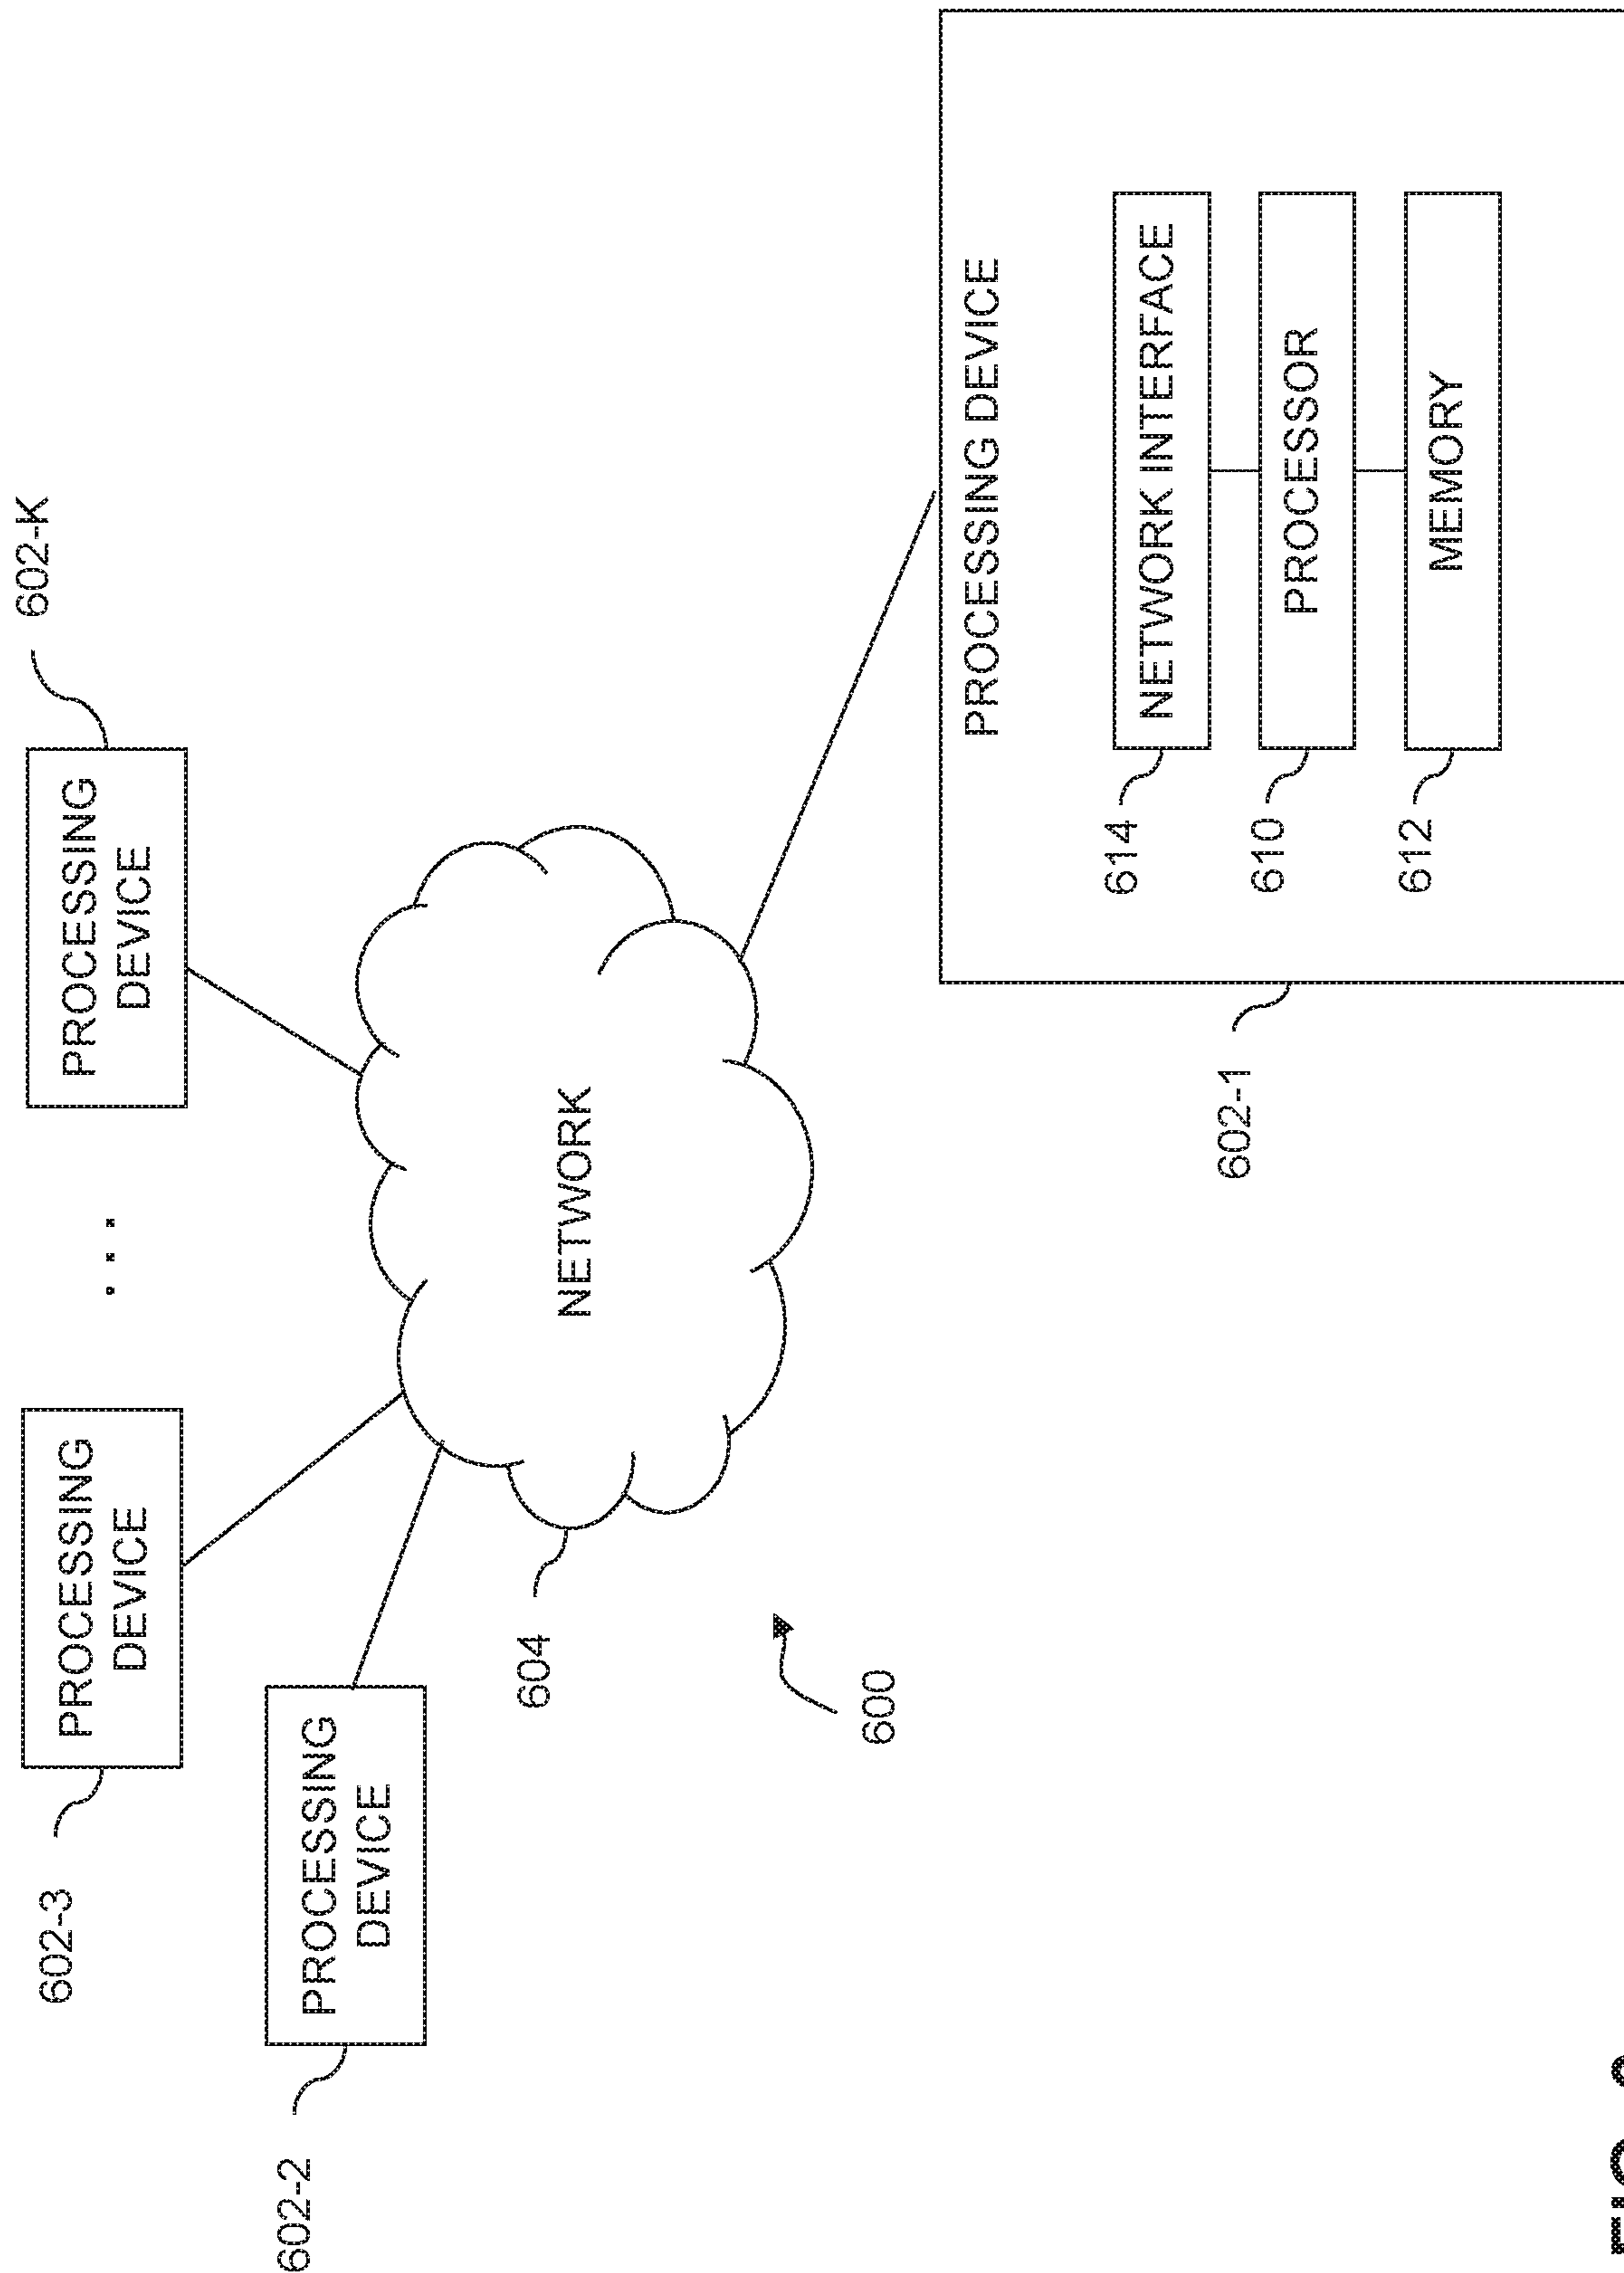 602-2
602-3
602-K
PROCESSING
DEVICE
PROCESSING
DEVICE
. . .
PROCESSING
DEVICE
604
NETWORK
600
602-1
PROCESSING DEVICE
614
NETWORK INTERFACE
610
PROCESSOR
612
MEMORY